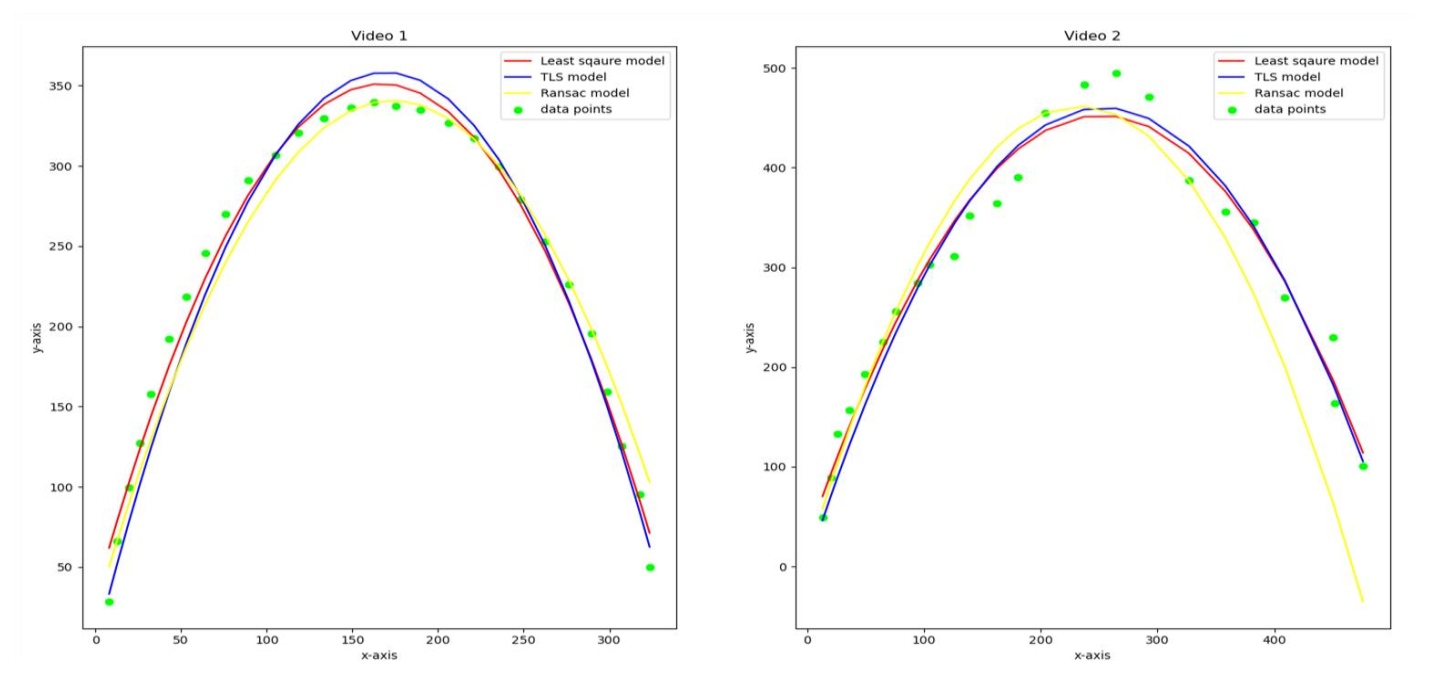 Video 1
Least sqaure model
TLS model
Ransac model
data points
350
300
250
200
150
100
50
y-axis
0 50 100 150 200 250 300
x-axis
Video 2
Least sqaure model
TLS model
Ransac model
data points
500
400
300
200
100
0
y-axis
0 100 200 300 400
x-axis